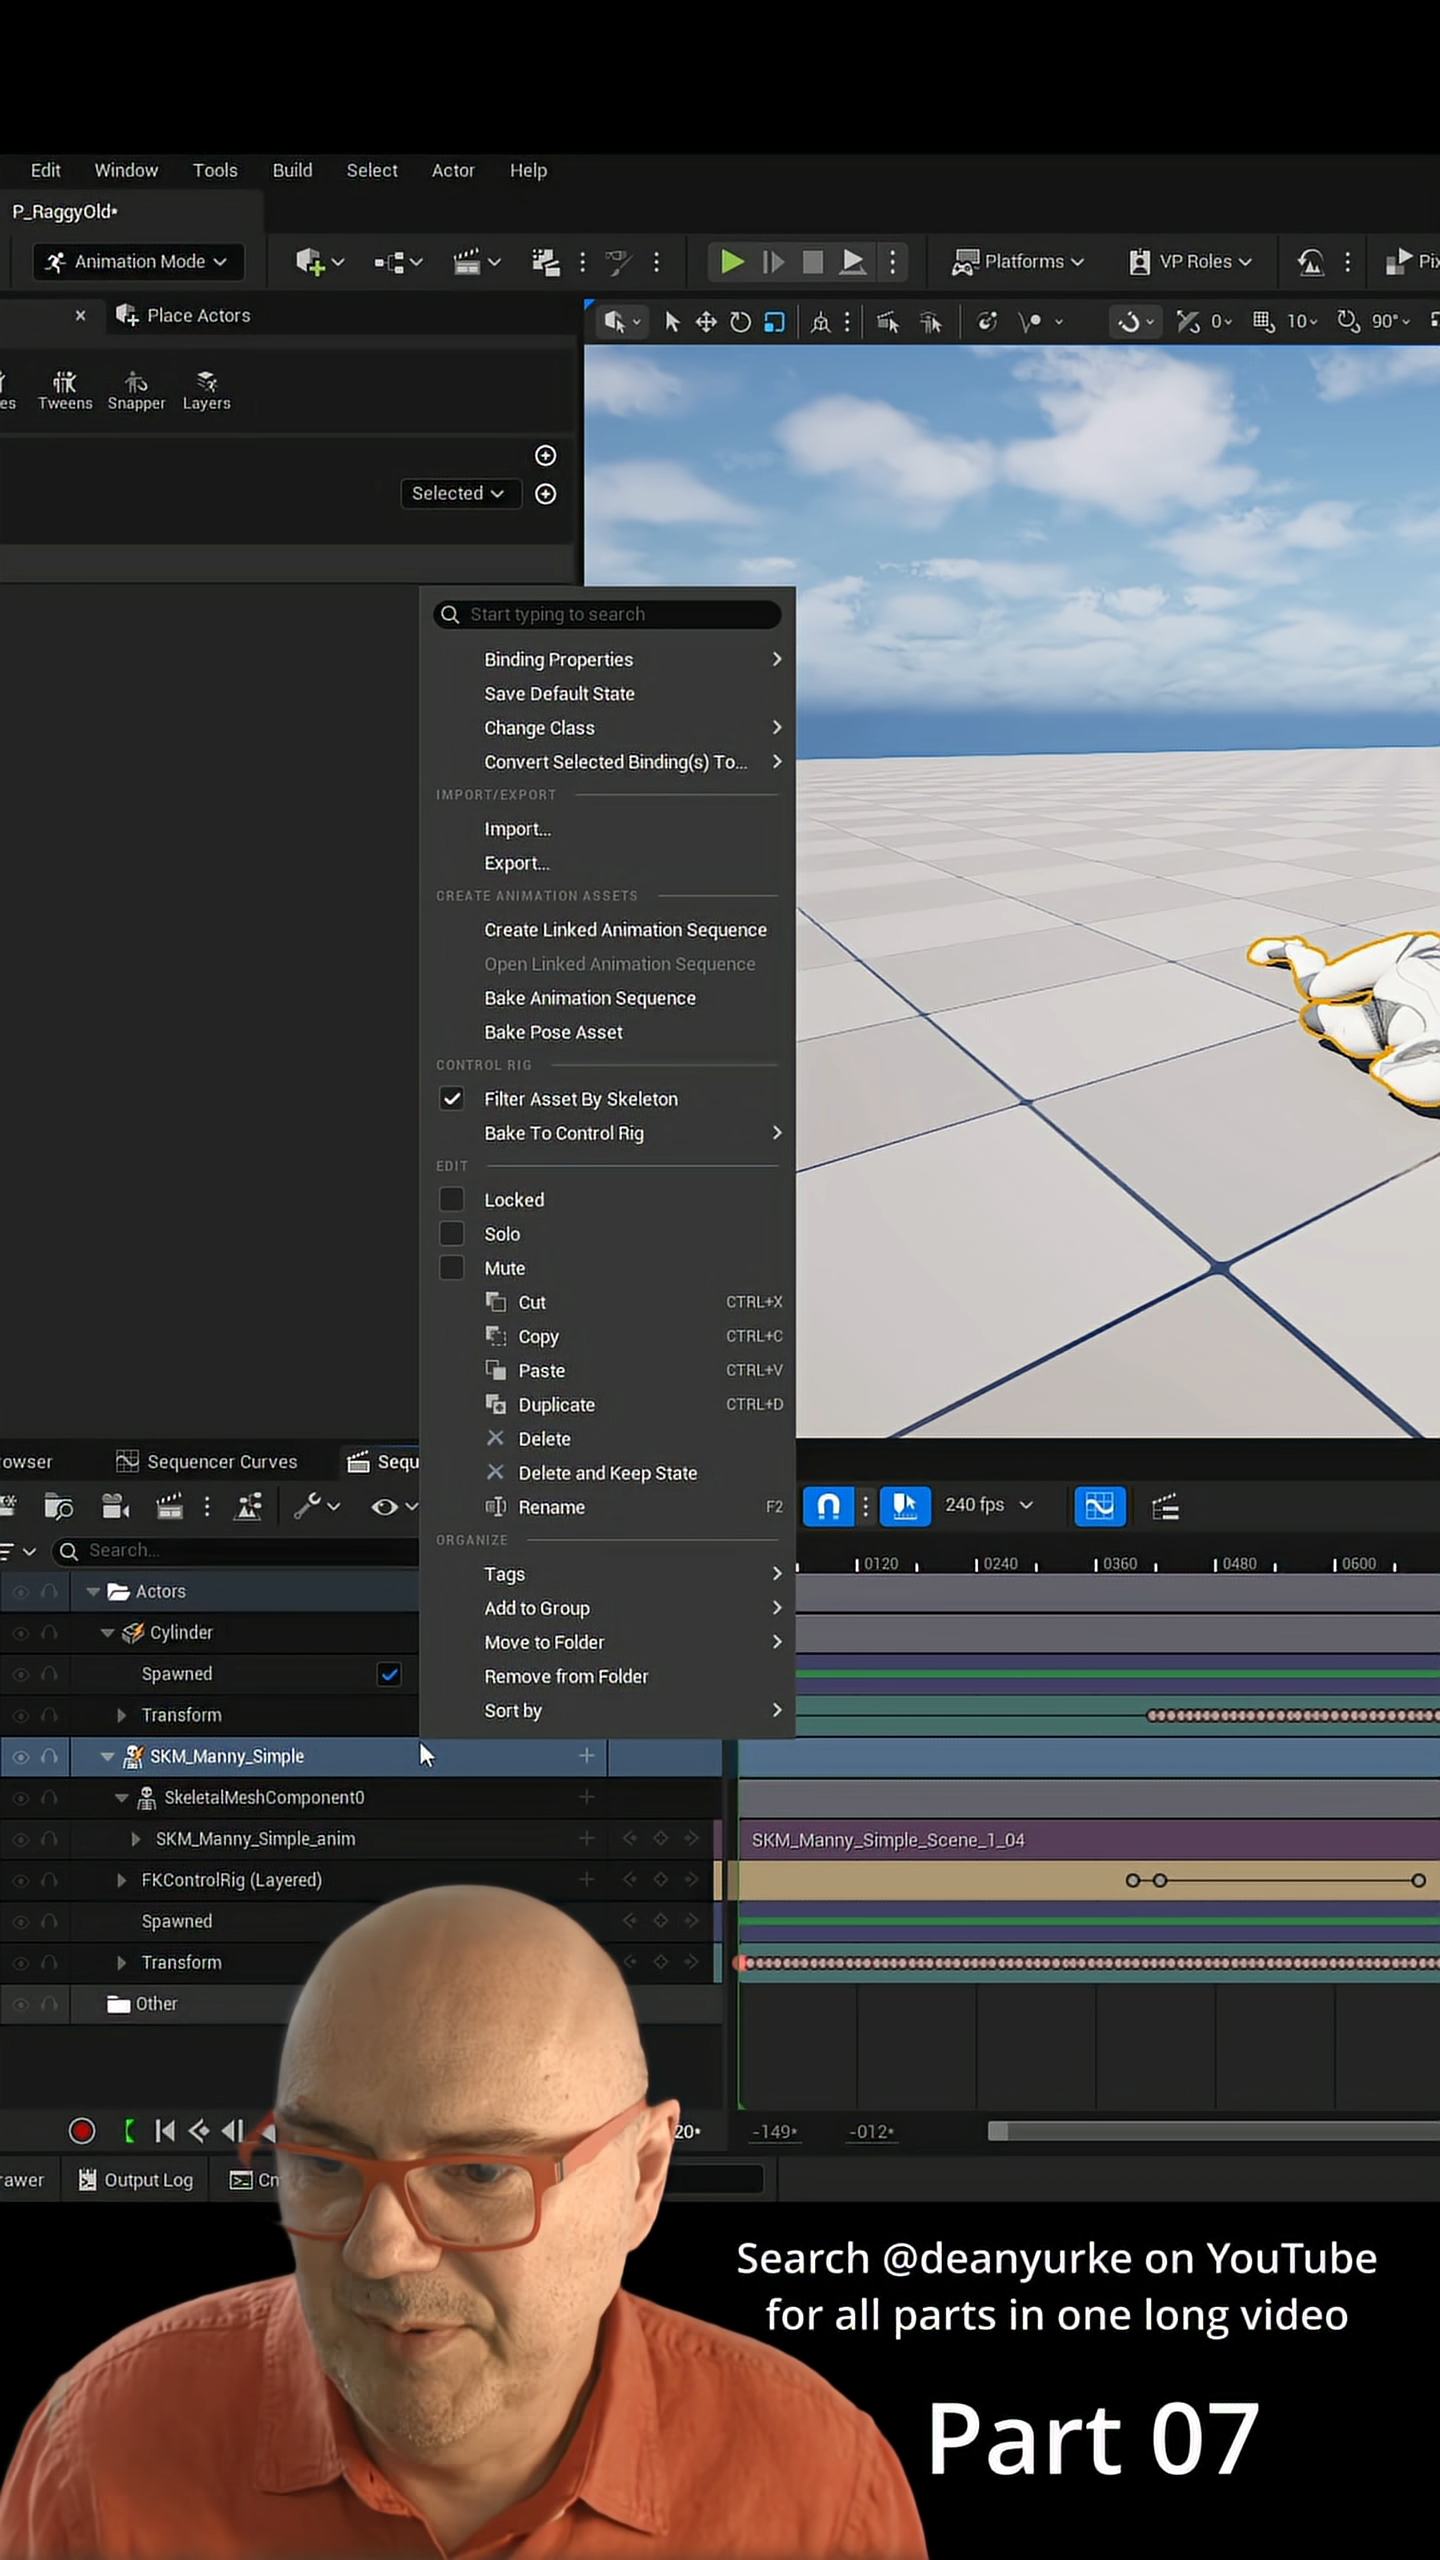 Edit Window Tools Build Select Actor Help
P_RaggyOld*
Animation Mode Platforms VP Roles
Place Actors 0 10 90°
Tweens Snapper Layers
Selected
Start typing to search
Binding Properties
Save Default State
Change Class
Convert Selected Binding(s) To...
IMPORT/EXPORT
Import...
Export...
CREATE ANIMATION ASSETS
Create Linked Animation Sequence
Open Linked Animation Sequence
Bake Animation Sequence
Bake Pose Asset
CONTROL RIG
Filter Asset By Skeleton
Bake To Control Rig
EDIT
Locked
Solo
Mute
Cut CTRL+X
Copy CTRL+C
Paste CTRL+V
Duplicate CTRL+D
Delete
Delete and Keep State
Rename F2
ORGANIZE
Tags
Add to Group
Move to Folder
Remove from Folder
Sort by
owser Sequencer Curves Sequ
240 fps
Search...
0120 0240 0360 0480 0600
Actors
Cylinder
Spawned
Transform
SKM_Manny_Simple
SkeletalMeshComponent0
SKM_Manny_Simple_anim SKM_Manny_Simple_Scene_1_04
FKControlRig (Layered)
Spawned
Transform
Other
20* -149* -012*
awer Output Log
Search @deanyurke on YouTube
for all parts in one long video
Part 07